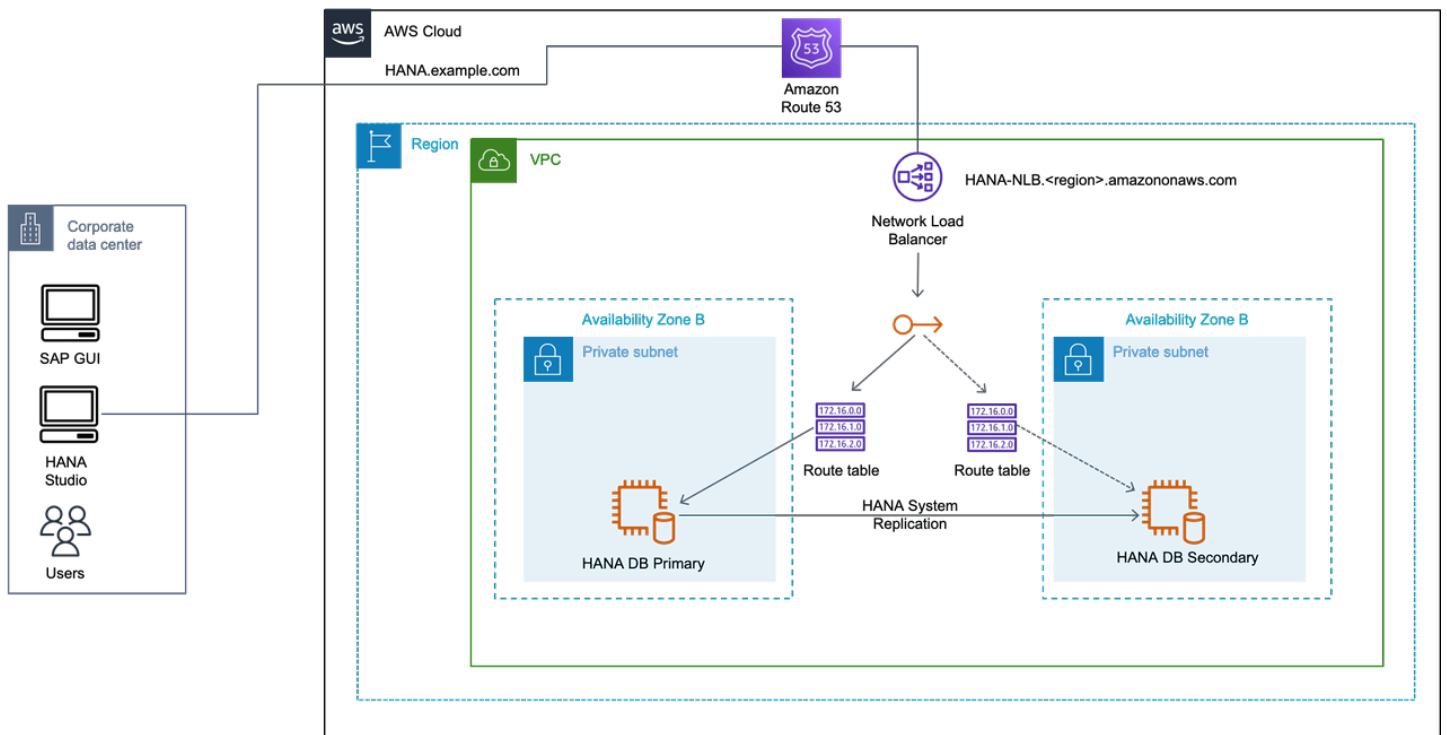 aws
AWS Cloud
HANA.example.com
53
Amazon
Route 53
Region
VPC
HANA-NLB.<region>.amazononaws.com
Network Load
Balancer
Corporate
data center
SAP GUI
HANA
Studio
Users
Availability Zone B
Private subnet
Availability Zone B
Private subnet
172.16.0.0
172.16.1.0
172.16.2.0
Route table
172.16.0.0
172.16.1.0
172.16.2.0
Route table
HANA System
Replication
HANA DB Primary
HANA DB Secondary